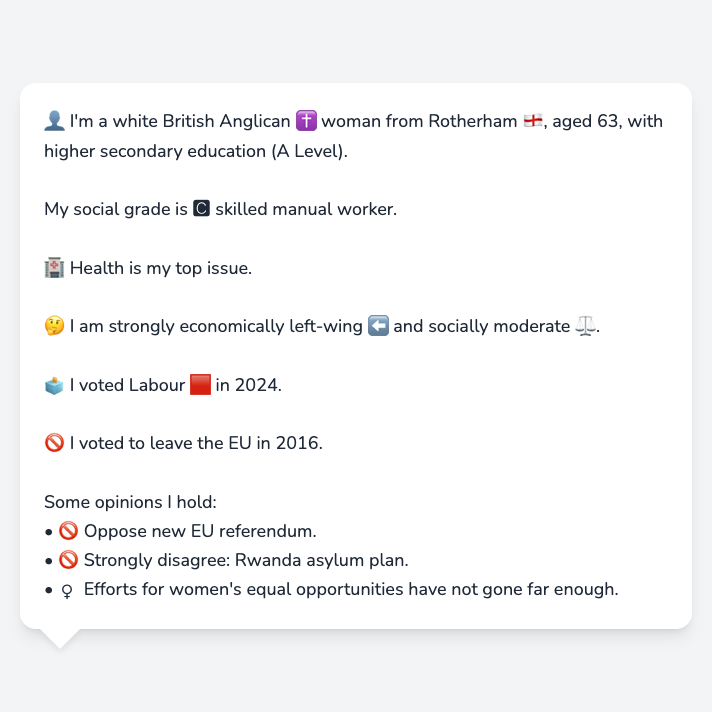 👤 I'm a white British Anglican ✝️ woman from Rotherham 🏴󠁧󠁢󠁥󠁮󠁧󠁿, aged 63, with
higher secondary education (A Level).
My social grade is 🅲 skilled manual worker.
🏥 Health is my top issue.
🤔 I am strongly economically left-wing ⬅️ and socially moderate ⚖️.
🗳️ I voted Labour 🟥 in 2024.
🚫 I voted to leave the EU in 2016.
Some opinions I hold:
• 🚫 Oppose new EU referendum.
• 🚫 Strongly disagree: Rwanda asylum plan.
• ♀ Efforts for women's equal opportunities have not gone far enough.